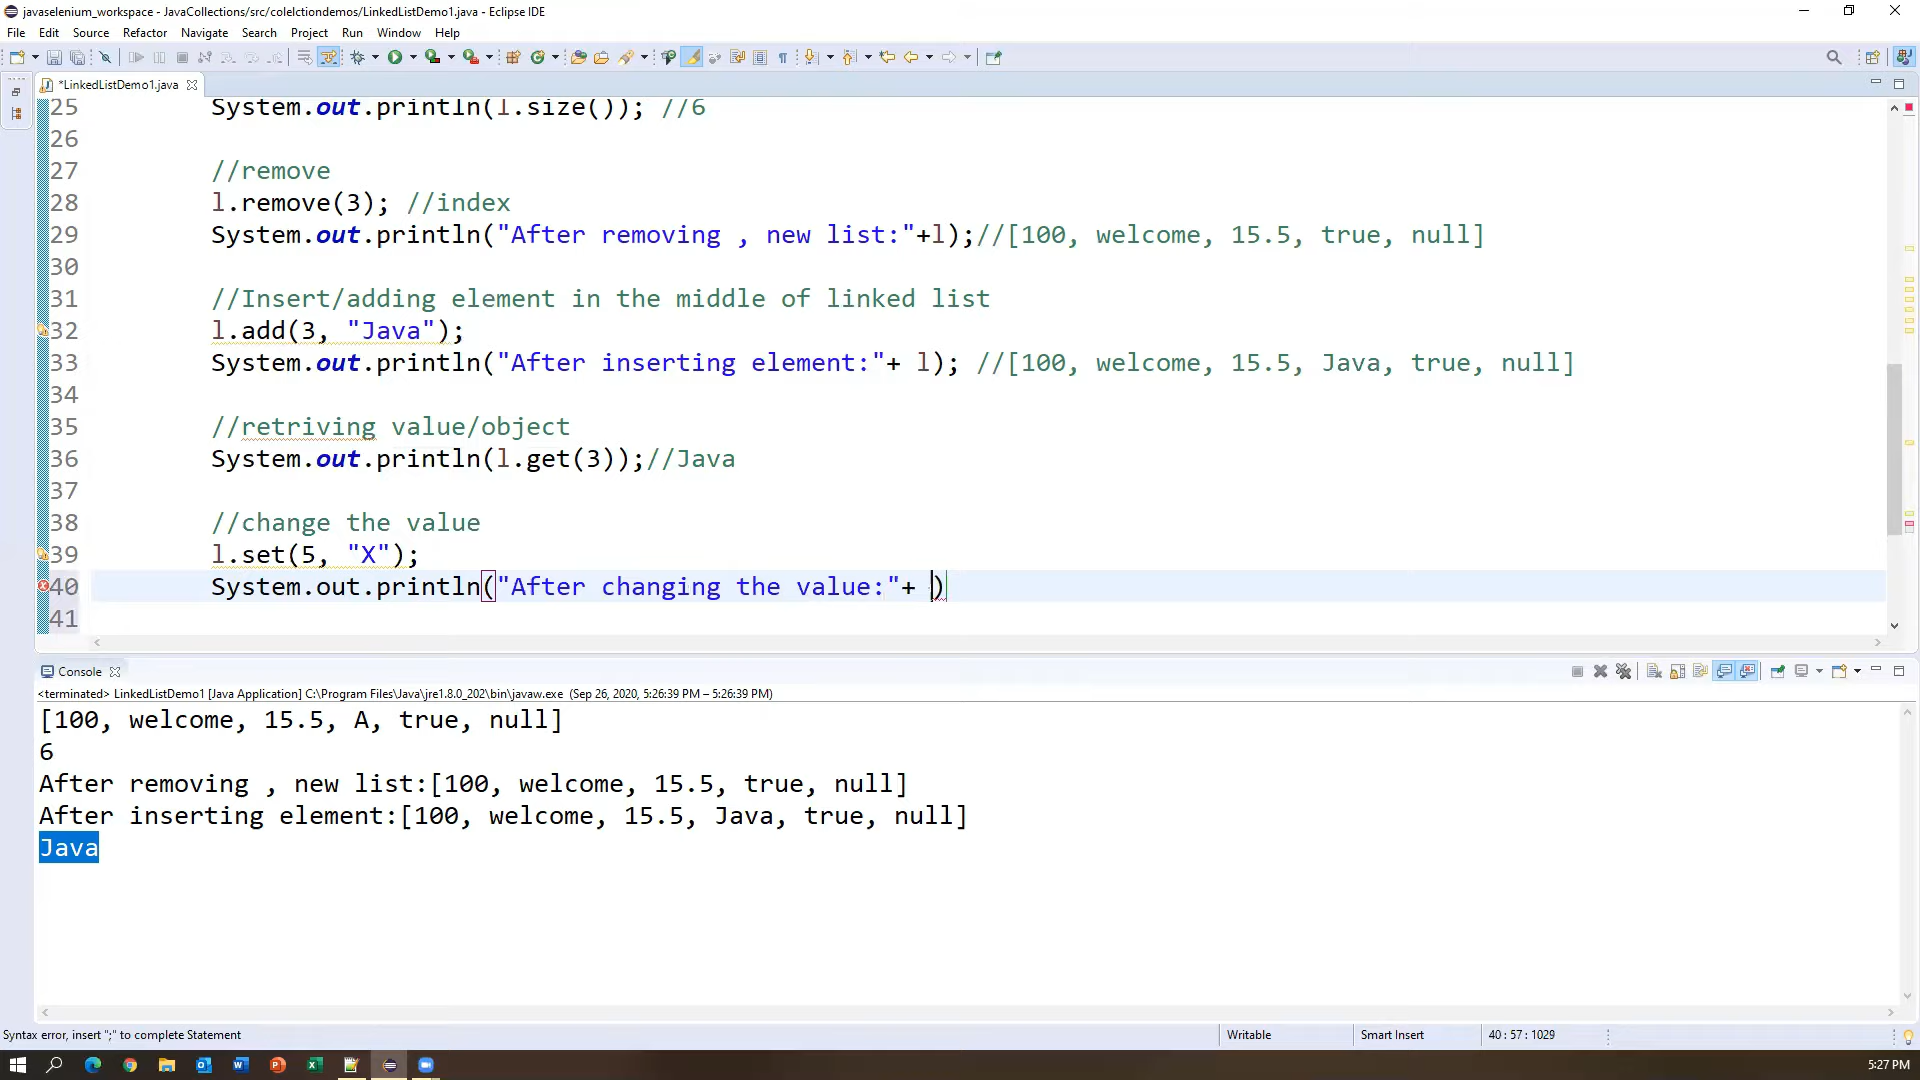 javaselenium_workspace - JavaCollections/src/colelctiondemos/LinkedListDemo1.java - Eclipse IDE
File Edit Source Refactor Navigate Search Project Run Window Help
*LinkedListDemo1.java
25 System.out.println(l.size()); //6
26
27 //remove
28 l.remove(3); //index
29 System.out.println("After removing , new list:"+l);//[100, welcome, 15.5, true, null]
30
31 //Insert/adding element in the middle of linked list
32 l.add(3, "Java");
33 System.out.println("After inserting element:"+ l); //[100, welcome, 15.5, Java, true, null]
34
35 //retriving value/object
36 System.out.println(l.get(3));//Java
37
38 //change the value
39 l.set(5, "X");
40 System.out.println("After changing the value:"+ )
41
Console
<terminated> LinkedListDemo1 [Java Application] C:\Program Files\Java\jre1.8.0_202\bin\javaw.exe (Sep 26, 2020, 5:26:39 PM – 5:26:39 PM)
[100, welcome, 15.5, A, true, null]
6
After removing , new list:[100, welcome, 15.5, true, null]
After inserting element:[100, welcome, 15.5, Java, true, null]
Java
Syntax error, insert ";" to complete Statement Writable Smart Insert 40 : 57 : 1029
5:27 PM